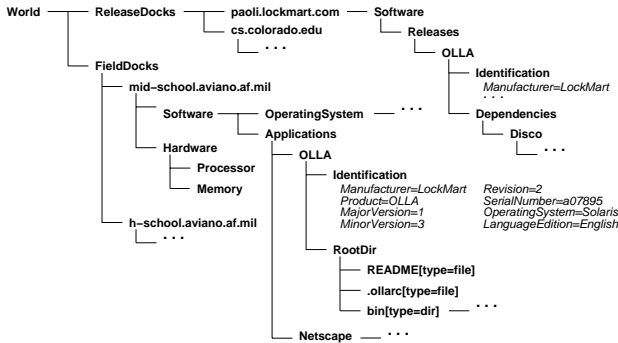 World ReleaseDocks paoli.lockmart.com Software
cs.colorado.edu Releases
. . . OLLA
FieldDocks Identification
mid-school.aviano.af.mil Manufacturer=LockMart
. . .
Software OperatingSystem . . . Dependencies
Applications Disco
Hardware OLLA . . .
Processor Identification
Memory Manufacturer=LockMart Revision=2
Product=OLLA SerialNumber=a07895
MajorVersion=1 OperatingSystem=Solaris
h-school.aviano.af.mil MinorVersion=3 LanguageEdition=English
. . .
RootDir
README[type=file]
.ollarc[type=file]
bin[type=dir] . . .
Netscape . . .